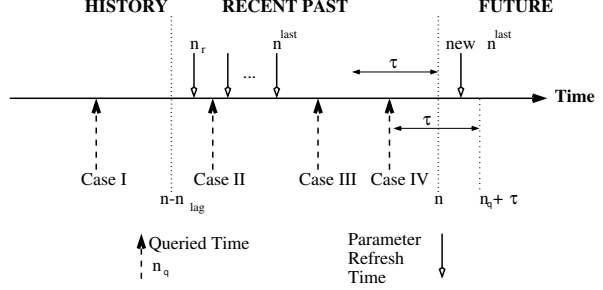 HISTORY RECENT PAST FUTURE
n_r n^last new n^last
... τ
Time
τ
Case I Case II Case III Case IV
n-n_lag n n_q + τ
Queried Time
n_q
Parameter
Refresh
Time